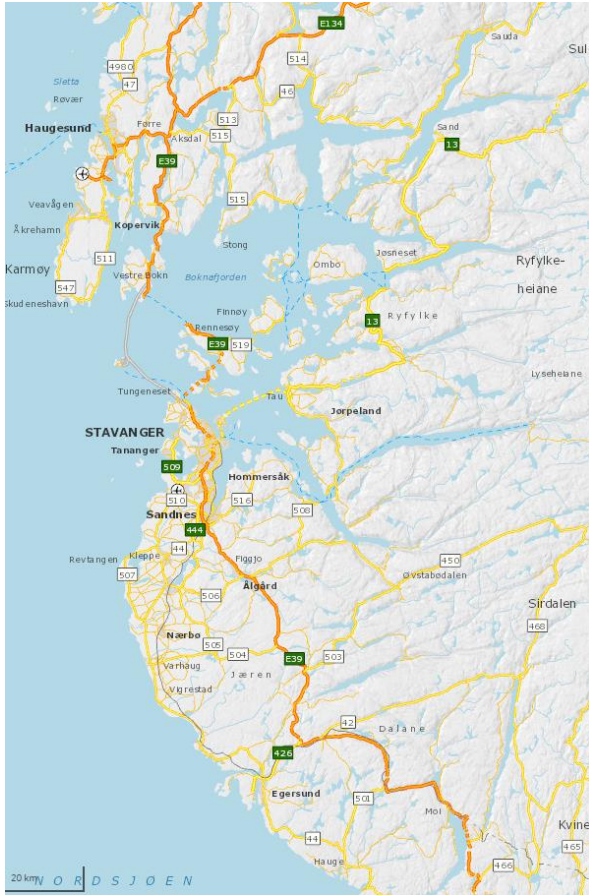 E134
Sauda
Sul
514
4980
Sletta
47
46
Røvær
513
Haugesund
Førre
515
Aksdal
Sand
13
E39
Veavågen
515
Kopervik
Åkrehamn
Stong
511
Jøsneset
Karmøy
Vestre Bokn
Boknafjorden
Ombo
Ryfylke-
heiane
547
Skudeneshavn
Finnøy
Ryfylke
13
Rennesøy
E39
519
Lyseheiane
Tungeneset
Tau
Jørpeland
STAVANGER
Tananger
509
Hommersåk
510
516
508
Sandnes
444
44
Kleppe
Revtangen
Figgjo
450
507
Øvstabødalen
Ålgård
506
Sirdalen
468
Nærbø
505
504
E39
503
Varhaug
Jæren
Vigrestad
42
Dalane
426
Egersund
501
Moi
Kvine
44
465
Hauge
466
20 km
NORDSJØEN